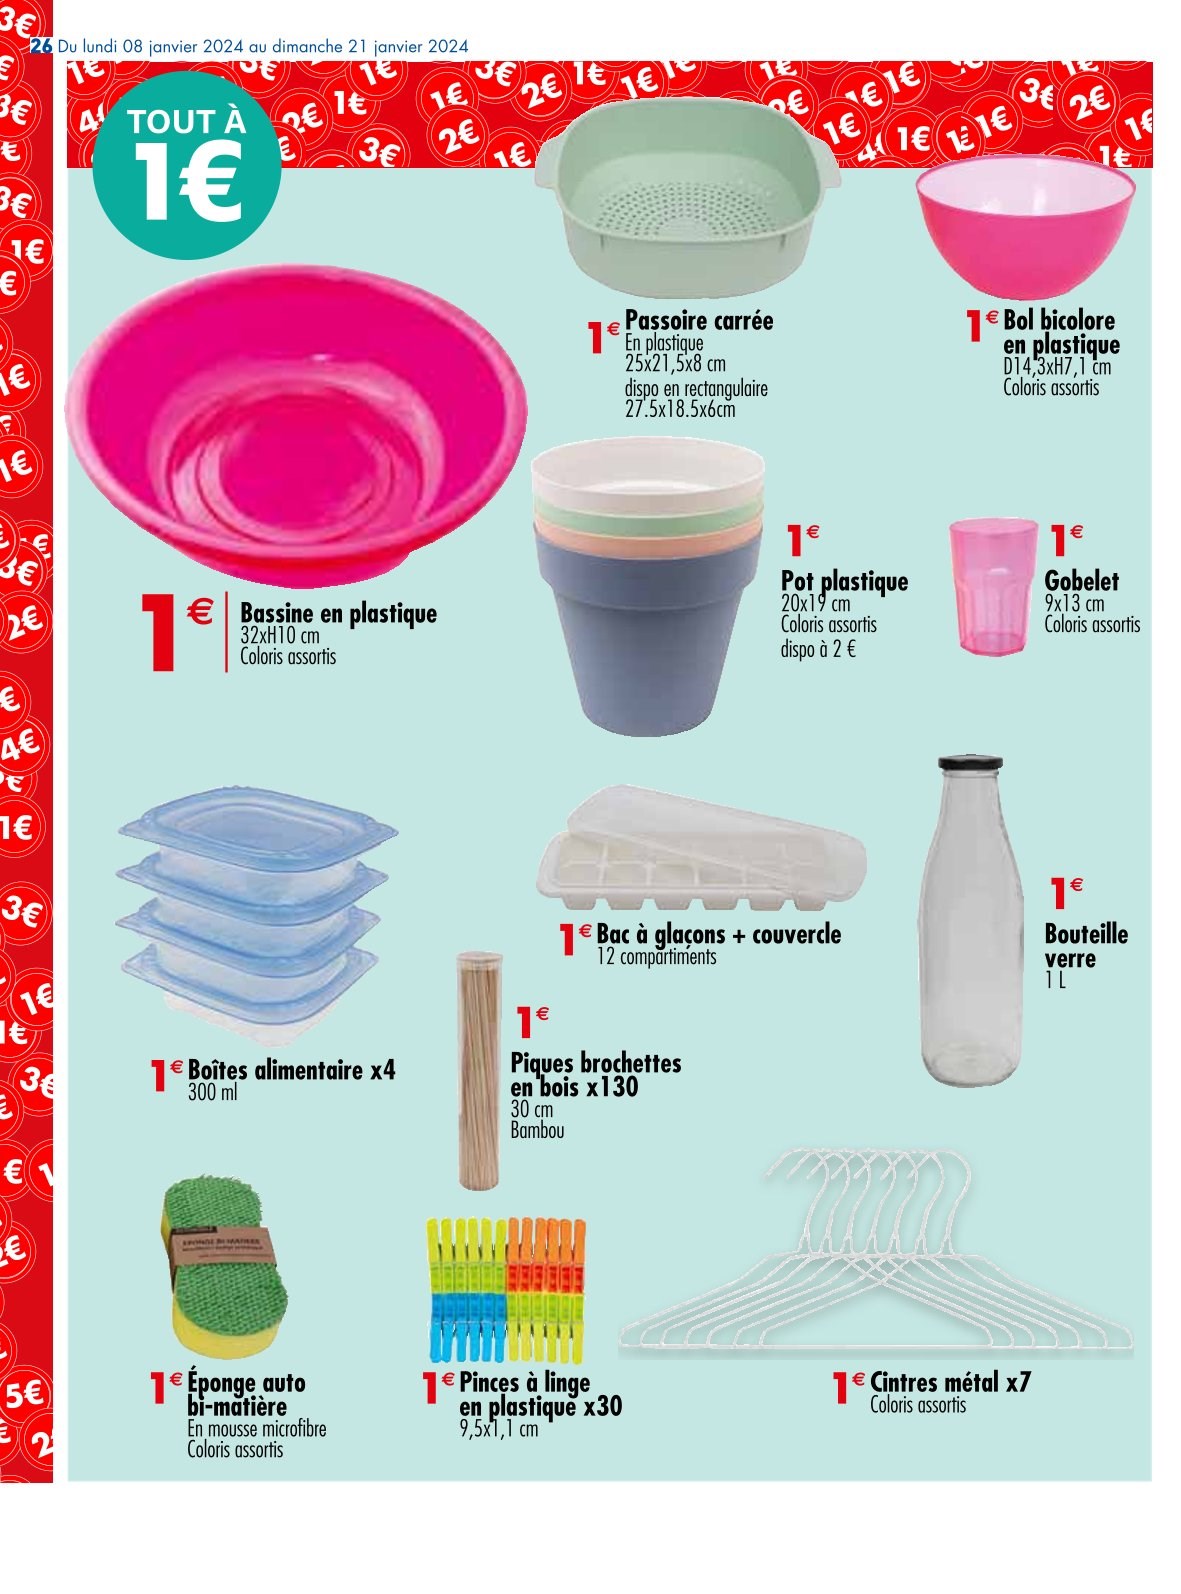 26 Du lundi 08 janvier 2024 au dimanche 21 janvier 2024
TOUT À
1€
1€ Passoire carrée
En plastique
25x21,5x8 cm
dispo en rectangulaire
27.5x18.5x6cm
1€ Bol bicolore
en plastique
D14,3xH7,1 cm
Coloris assortis
1€ Bassine en plastique
32xH10 cm
Coloris assortis
1€
Pot plastique
20x19 cm
Coloris assortis
dispo à 2 €
1€
Gobelet
9x13 cm
Coloris assortis
1€ Boîtes alimentaire x4
300 ml
1€ Bac à glaçons + couvercle
12 compartiments
1€
Bouteille
verre
1 L
1€
Piques brochettes
en bois x130
30 cm
Bambou
ÉPONGE BI-MATIÈRE
1€ Éponge auto
bi-matière
En mousse microfibre
Coloris assortis
1€ Pinces à linge
en plastique x30
9,5x1,1 cm
1€ Cintres métal x7
Coloris assortis